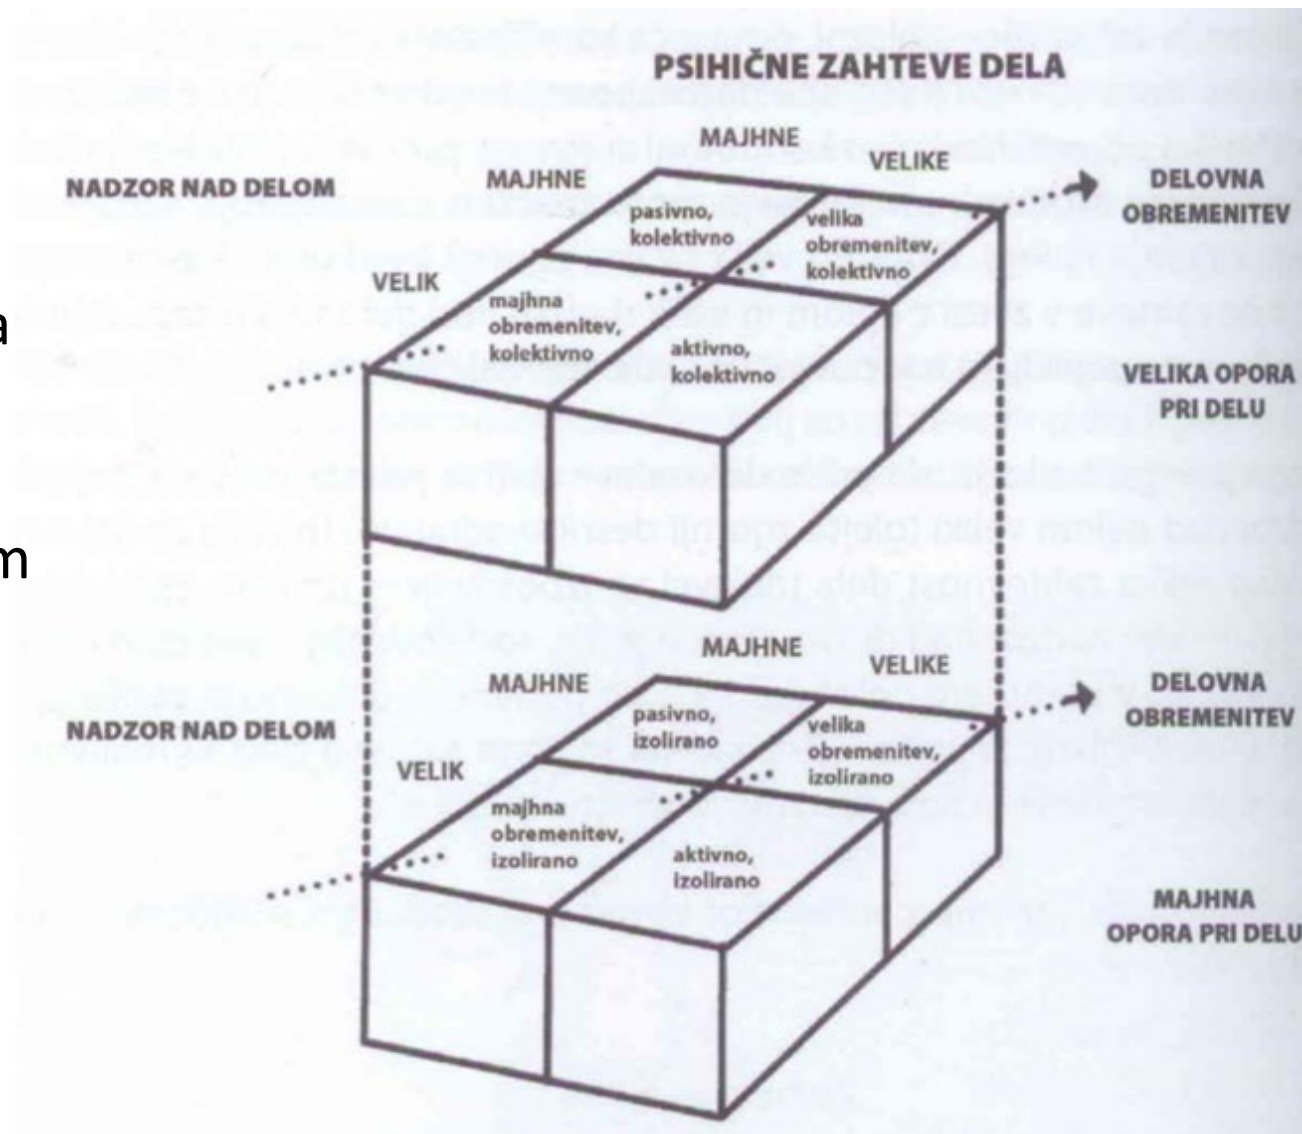 PSIHIČNE ZAHTEVE DELA
MAJHNE
VELIKE
NADZOR NAD DELOM
MAJHNE
VELIK
DELOVNA
OBREMENITEV
pasivno,
kolektivno
velika
obremenitev,
kolektivno
majhna
obremenitev,
kolektivno
aktivno,
kolektivno
VELIKA OPORA
PRI DELU
a
m
MAJHNE
VELIKE
NADZOR NAD DELOM
MAJHNE
VELIK
DELOVNA
OBREMENITEV
pasivno,
izolirano
velika
obremenitev,
izolirano
majhna
obremenitev,
izolirano
aktivno,
izolirano
MAJHNA
OPORA PRI DELU